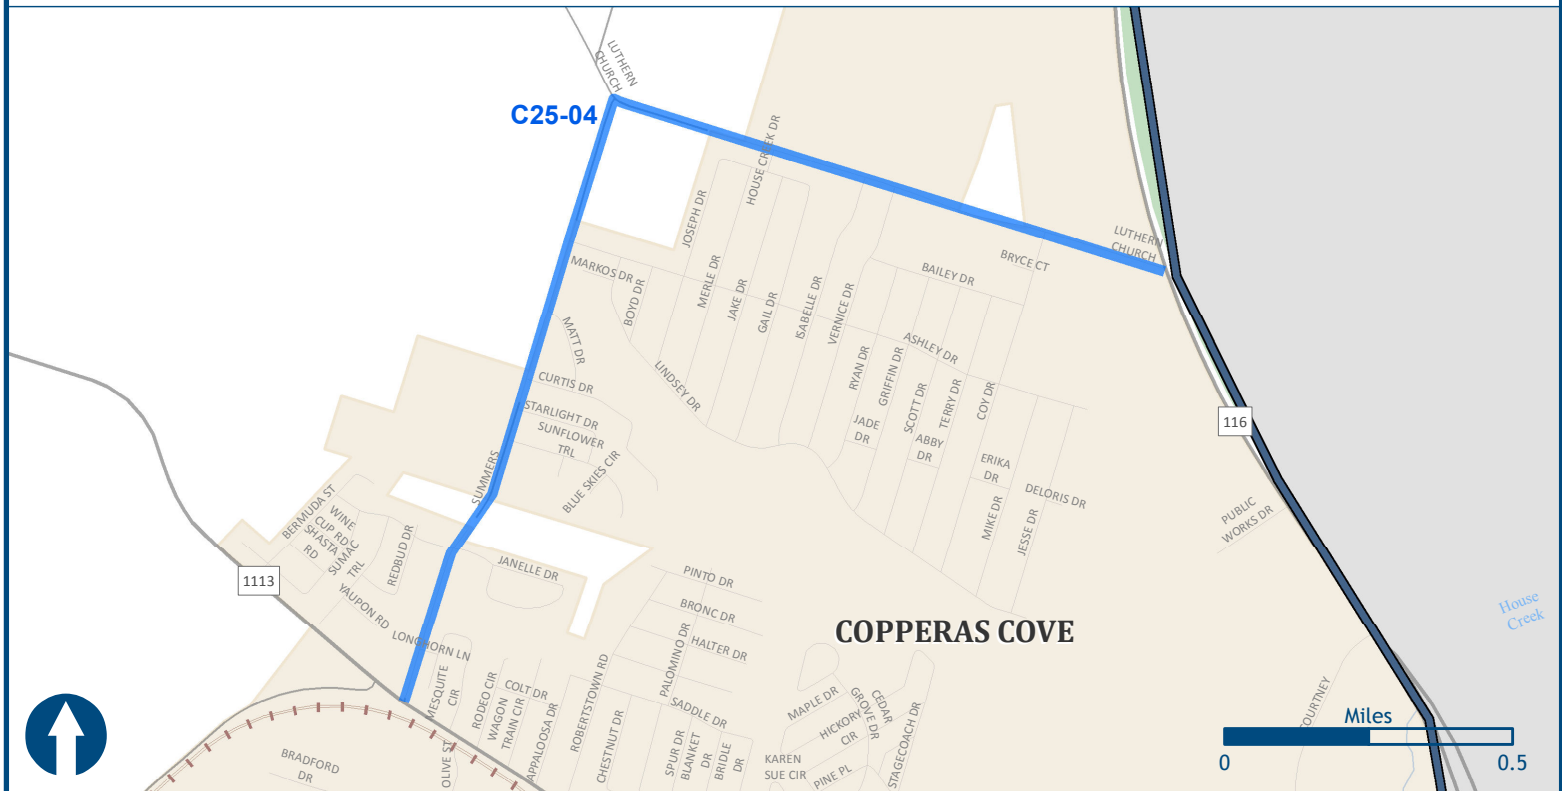 LUTHERN
CHURCH
C25-04
HOUSE CREEK DR
JOSEPH DR
LUTHERN
CHURCH
BRYCE CT
BAILEY DR
MARKOS DR
BOYD DR
MERLE DR
JAKE DR
GAIL DR
ISABELLE DR
VERNICE DR
MATT DR
ASHLEY DR
RYAN DR
GRIFFIN DR
LINDSEY DR
CURTIS DR
SCOTT DR
TERRY DR
COY DR
STARLIGHT DR
SUNFLOWER
TRL
JADE
DR
ABBY
DR
116
SUMMERS
BLUE SKIES CIR
ERIKA
DR
DELORIS DR
MIKE DR
JESSE DR
PUBLIC
WORKS DR
BERMUDA ST
WINE
CUP RD
SHASTA
RD
SUMAC
TRL
REDBUD DR
JANELLE DR
1113
YAUPON RD
PINTO DR
BRONC DR
HALTER DR
PALOMINO DR
COPPERAS COVE
House
Creek
LONGHORN LN
MESQUITE
CIR
RODEO CIR
COLT DR
WAGON
TRAIN CIR
APPALOOSA DR
ROBERTSTOWN RD
CHESTNUT DR
SADDLE DR
MAPLE DR
HICKORY
CIR
CEDAR
GROVE DR
STAGECOACH DR
COURTNEY
Miles
0
0.5
BRADFORD
DR
OLIVE ST
SPUR DR
BLANKET
DR
BRIDLE
DR
KAREN
SUE CIR
PINE PL